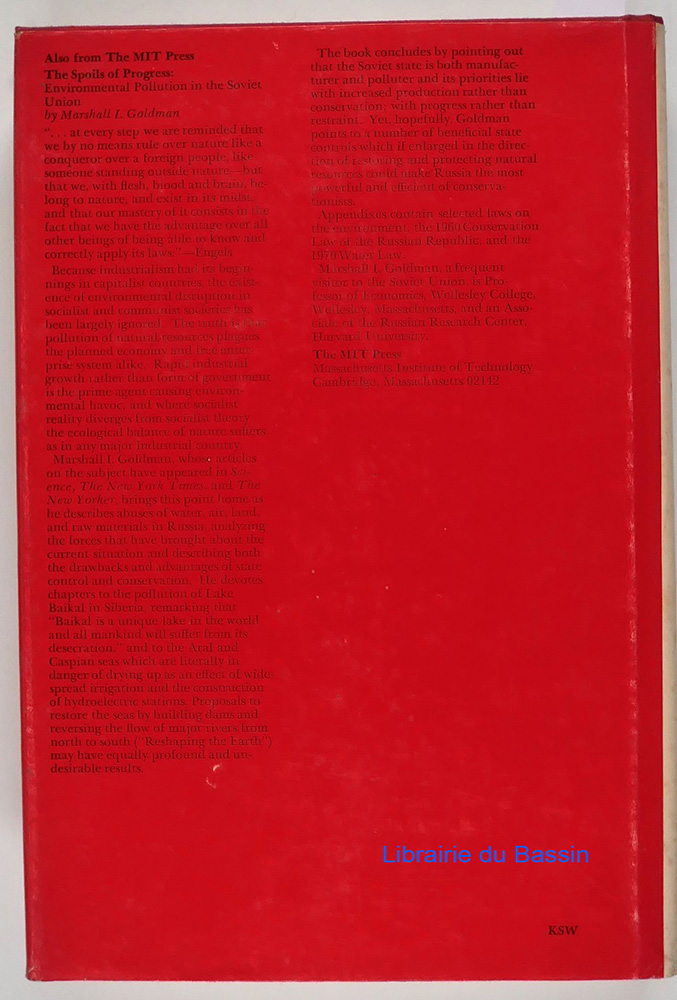 Also from The MIT Press
The Spoils of Progress:
Environmental Pollution in the Soviet
Union
by Marshall I. Goldman
“. . . at every step we are reminded that
we by no means rule over nature like a
conqueror over a foreign people, like
someone standing outside nature—but
that we, with flesh, blood and brain, be-
long to nature, and exist in its midst,
and that our mastery of it consists in the
fact that we have the advantage over all
other beings of being able to know and
correctly apply its laws.”—Engels
Because industrialism had its begin-
nings in capitalist countries, the exist-
ence of environmental disruption in
socialist and communist societies has
been largely ignored. The truth is that
pollution of natural resources plagues
the planned economy and free enter-
prise system alike. Rapid industrial
growth rather than form of government
is the prime agent causing environ-
mental havoc, and where socialist
reality diverges from socialist theory
the ecological balance of nature suffers
as in any major industrial country.
Marshall I. Goldman, whose articles
on the subject have appeared in Sci-
ence, The New York Times, and The
New Yorker, brings this point home as
he describes abuses of water, air, land,
and raw materials in Russia, analyzing
the forces that have brought about the
current situation and describing both
the drawbacks and advantages of state
control and conservation. He devotes
chapters to the pollution of Lake
Baikal in Siberia, remarking that
“Baikal is a unique lake in the world
and all mankind will suffer from its
desecration,” and to the Aral and
Caspian seas which are literally in
danger of drying up as an effect of wide-
spread irrigation and the construction
of hydroelectric stations. Proposals to
restore the seas by building dams and
reversing the flow of major rivers from
north to south (“Reshaping the Earth”)
may have equally profound and un-
desirable results.
The book concludes by pointing out
that the Soviet state is both manufac-
turer and polluter and its priorities lie
with increased production rather than
conservation; with progress rather than
restraint. Yet, hopefully, Goldman
points to a number of beneficial state
controls which if enlarged in the direc-
tion of restoring and protecting natural
resources could make Russia the most
powerful and efficient of conserva-
tionists.
Appendixes contain selected laws on
the environment, the 1960 Conservation
Law of the Russian Republic, and the
1970 Water Law.
Marshall I. Goldman, a frequent
visitor to the Soviet Union, is Pro-
fessor of Economics, Wellesley College,
Wellesley, Massachusetts, and an Asso-
ciate of the Russian Research Center,
Harvard University.
The MIT Press
Massachusetts Institute of Technology
Cambridge, Massachusetts 02142
Librairie du Bassin
KSW